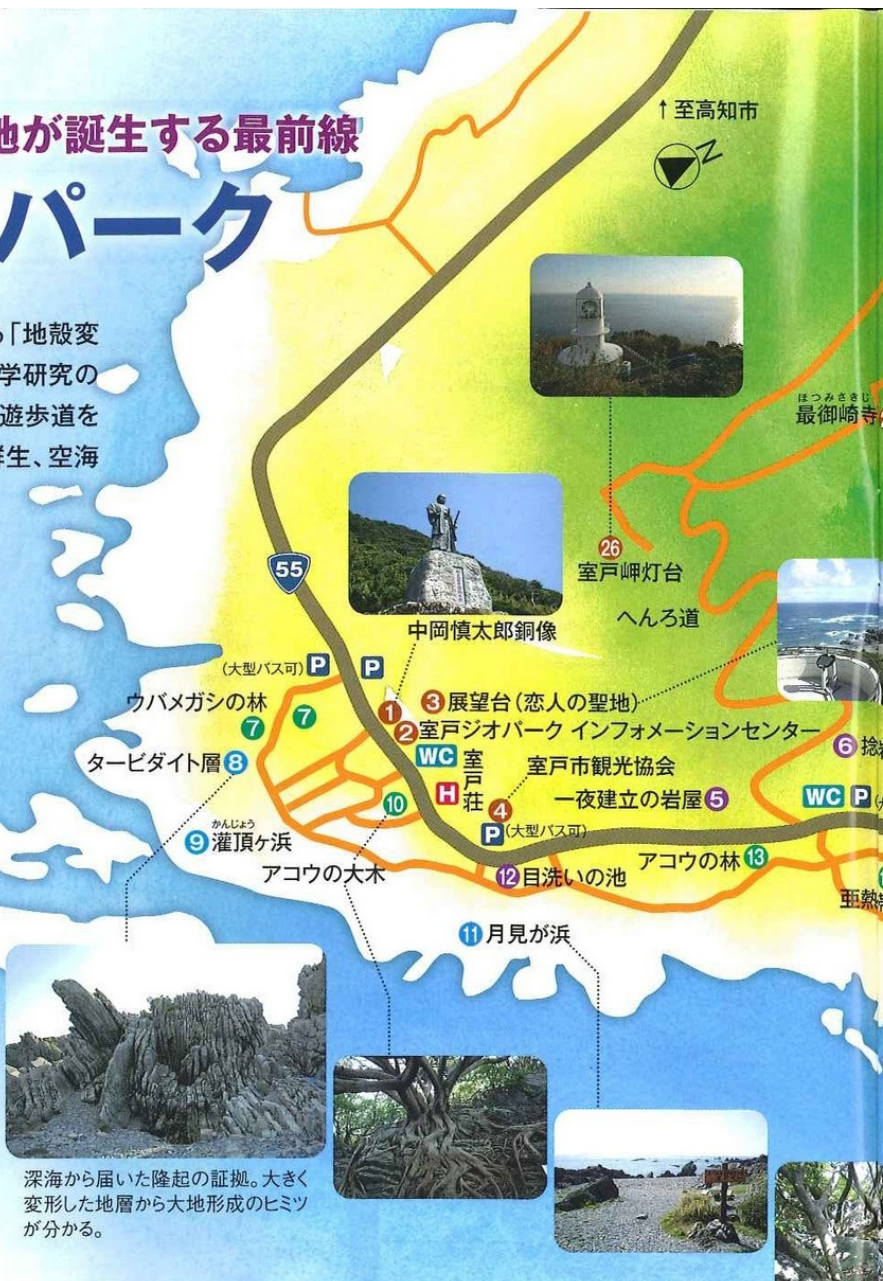 地が誕生する最前線
パーク
る「地殻変
学研究の
遊歩道を
群生、空海
↑至高知市
N
ほつみさきじ
最御崎寺
26
室戸岬灯台
へんろ道
55
中岡慎太郎銅像
(大型バス可) P
P
ウバメガシの林
7
7
1
3 展望台(恋人の聖地)
2 室戸ジオパーク インフォメーションセンター
タービダイト層 8
WC
室戸荘
H
室戸市観光協会
6 捻岩
10
4
一夜建立の岩屋 5
WC P
かんじょう
9 灌頂ヶ浜
P (大型バス可)
アコウの大木
12 目洗いの池
アコウの林 13
亜熱
11 月見が浜
深海から届いた隆起の証拠。大きく
変形した地層から大地形成のヒミツ
が分かる。